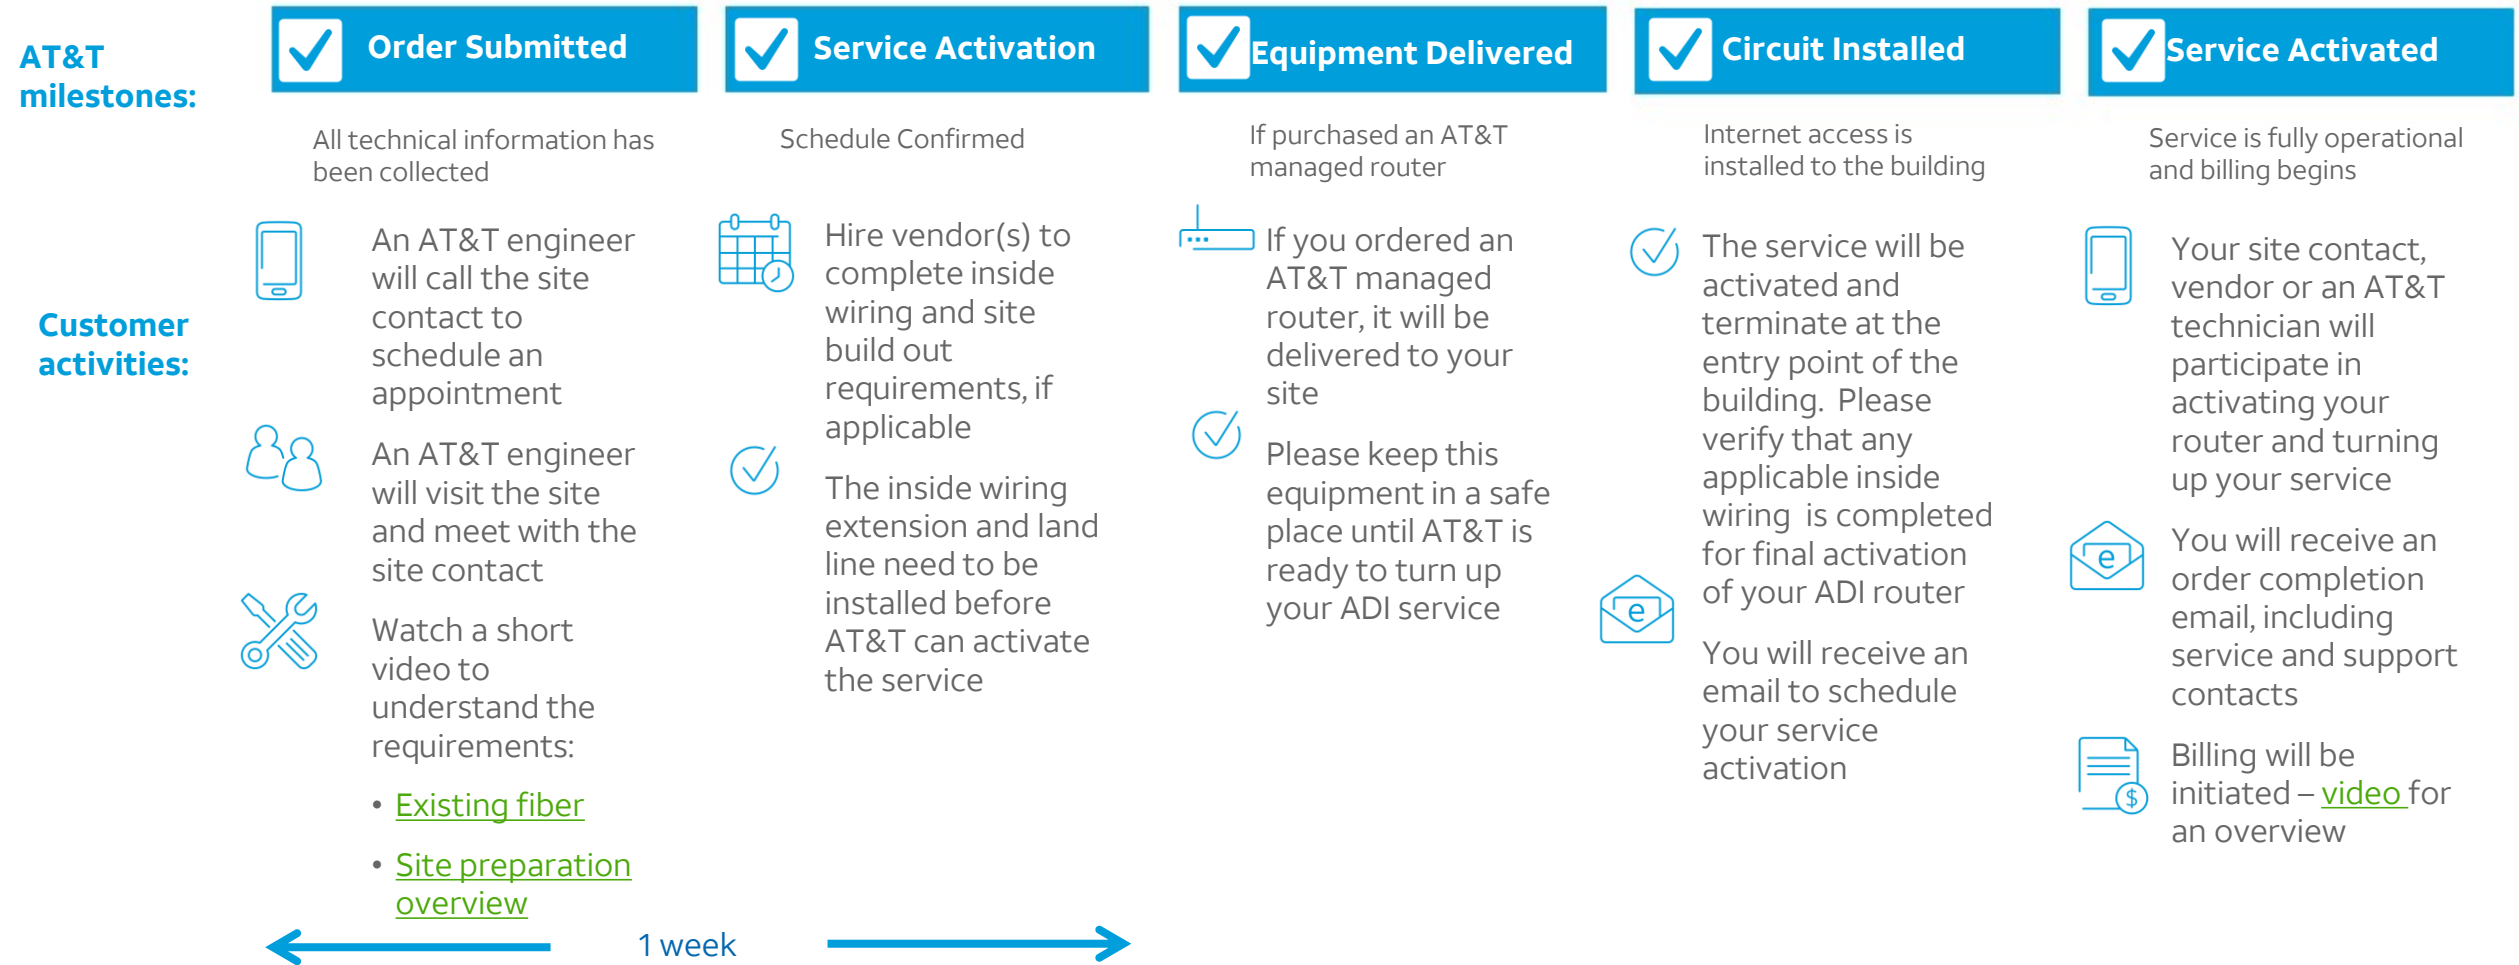 AT&T
milestones:
Order Submitted
Service Activation
Equipment Delivered
Circuit Installed
Service Activated
All technical information has
been collected
Schedule Confirmed
If purchased an AT&T
managed router
Internet access is
installed to the building
Service is fully operational
and billing begins
Customer
activities:
An AT&T engineer
will call the site
contact to
schedule an
appointment
An AT&T engineer
will visit the site
and meet with the
site contact
Watch a short
video to
understand the
requirements:
• Existing fiber
• Site preparation
overview
Hire vendor(s) to
complete inside
wiring and site
build out
requirements, if
applicable
The inside wiring
extension and land
line need to be
installed before
AT&T can activate
the service
If you ordered an
AT&T managed
router, it will be
delivered to your
site
Please keep this
equipment in a safe
place until AT&T is
ready to turn up
your ADI service
The service will be
activated and
terminate at the
entry point of the
building.  Please
verify that any
applicable inside
wiring  is completed
for final activation
of your ADI router
e
You will receive an
email to schedule
your service
activation
Your site contact,
vendor or an AT&T
technician will
participate in
activating your
router and turning
up your service
e
You will receive an
order completion
email, including
service and support
contacts
$
Billing will be
initiated – video for
an overview
1 week